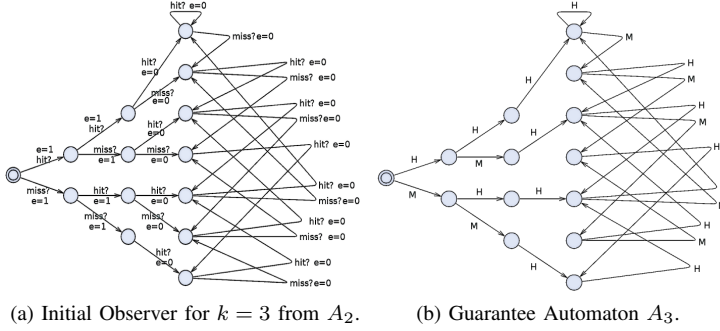 hit? e=0
miss?e=0
hit?
e=0
hit? e=0
miss? e=0
miss?
e=0
hit? e=0
e=1
hit?
hit?
e=0
miss?e=0
e=1
hit?
miss?
e=1
miss?
e=0
hit? e=0
miss?
e=1
hit?
e=1
hit?
e=0
hit? e=0
miss?e=0
miss?
e=1
miss?
e=0
hit? e=0
miss? e=0
hit?
e=0
hit? e=0
miss?e=0
(a) Initial Observer for k = 3 from A₂.
H
M
H
H
M
H
H
H
M
H
M
H
M
H
H
H
M
M
H
M
H
M
H
(b) Guarantee Automaton A₃.